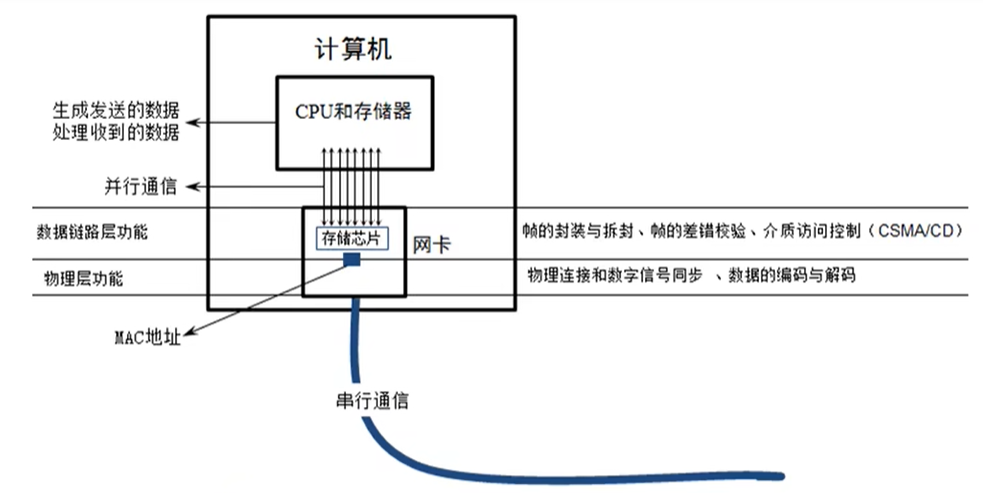 计算机
CPU和存储器
生成发送的数据
处理收到的数据
并行通信
数据链路层功能
存储芯片
网卡
帧的封装与拆封、帧的差错校验、介质访问控制（CSMA/CD）
物理层功能
物理连接和数字信号同步 、数据的编码与解码
MAC地址
串行通信